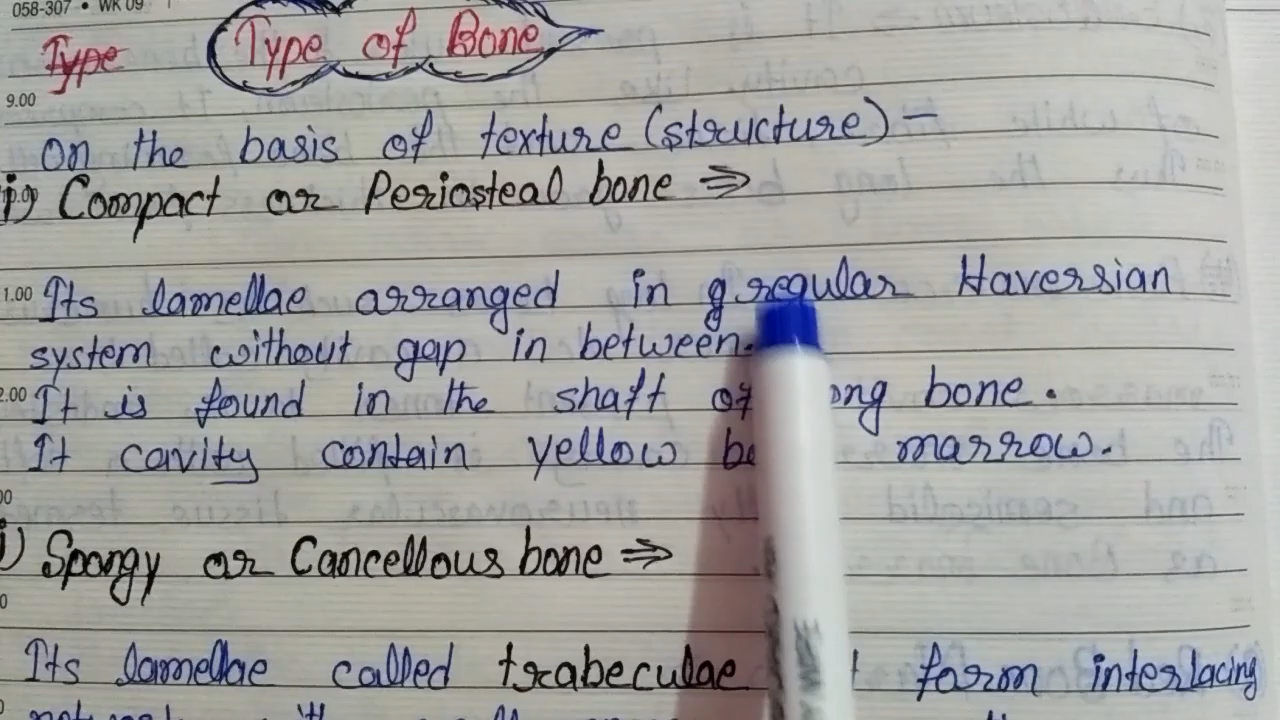 058-307 • WK 09
Type Type of Bone
9.00
On the basis of texture (structure) –
i) Compact or Periosteal bone ⇒
1.00 Its lamellae arranged in regular Haversian
system without gap in between.
2.00 It is found in the shaft of bone.
It cavity contain yellow marrow.
00
i) Spongy or Cancellous bone ⇒
0
Its lamellae called trabeculae form interlacing